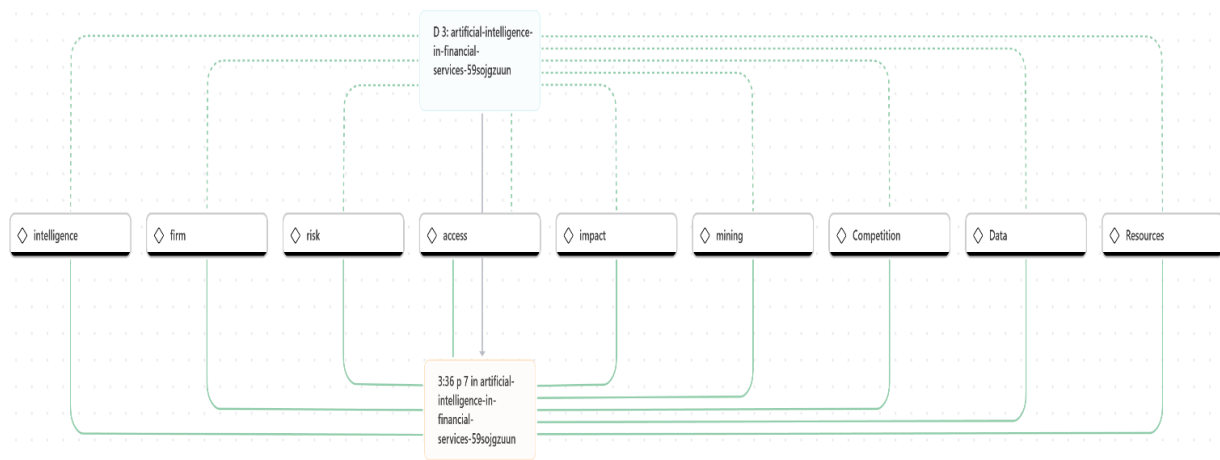 D 3: artificial-intelligence-
in-financial-
services-59sojgzuun
intelligence
firm
risk
access
impact
mining
Competition
Data
Resources
3:36 p 7 in artificial-
intelligence-in-
financial-
services-59sojgzuun